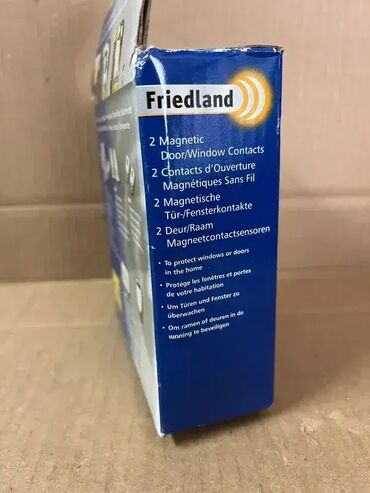 Friedland
2 Magnetic
Door/Window Contacts
2 Contacts d'Ouverture
Magnétiques Sans Fil
2 Magnetische
Tür-/Fensterkontakte
2 Deur/Raam
Magneetcontactsensoren
• To protect windows or doors
in the home
• Protège les fenêtres et portes
de votre habitation
• Um Türen und Fenster zu
überwachen
• Om ramen of deuren in de
woning te beveiligen